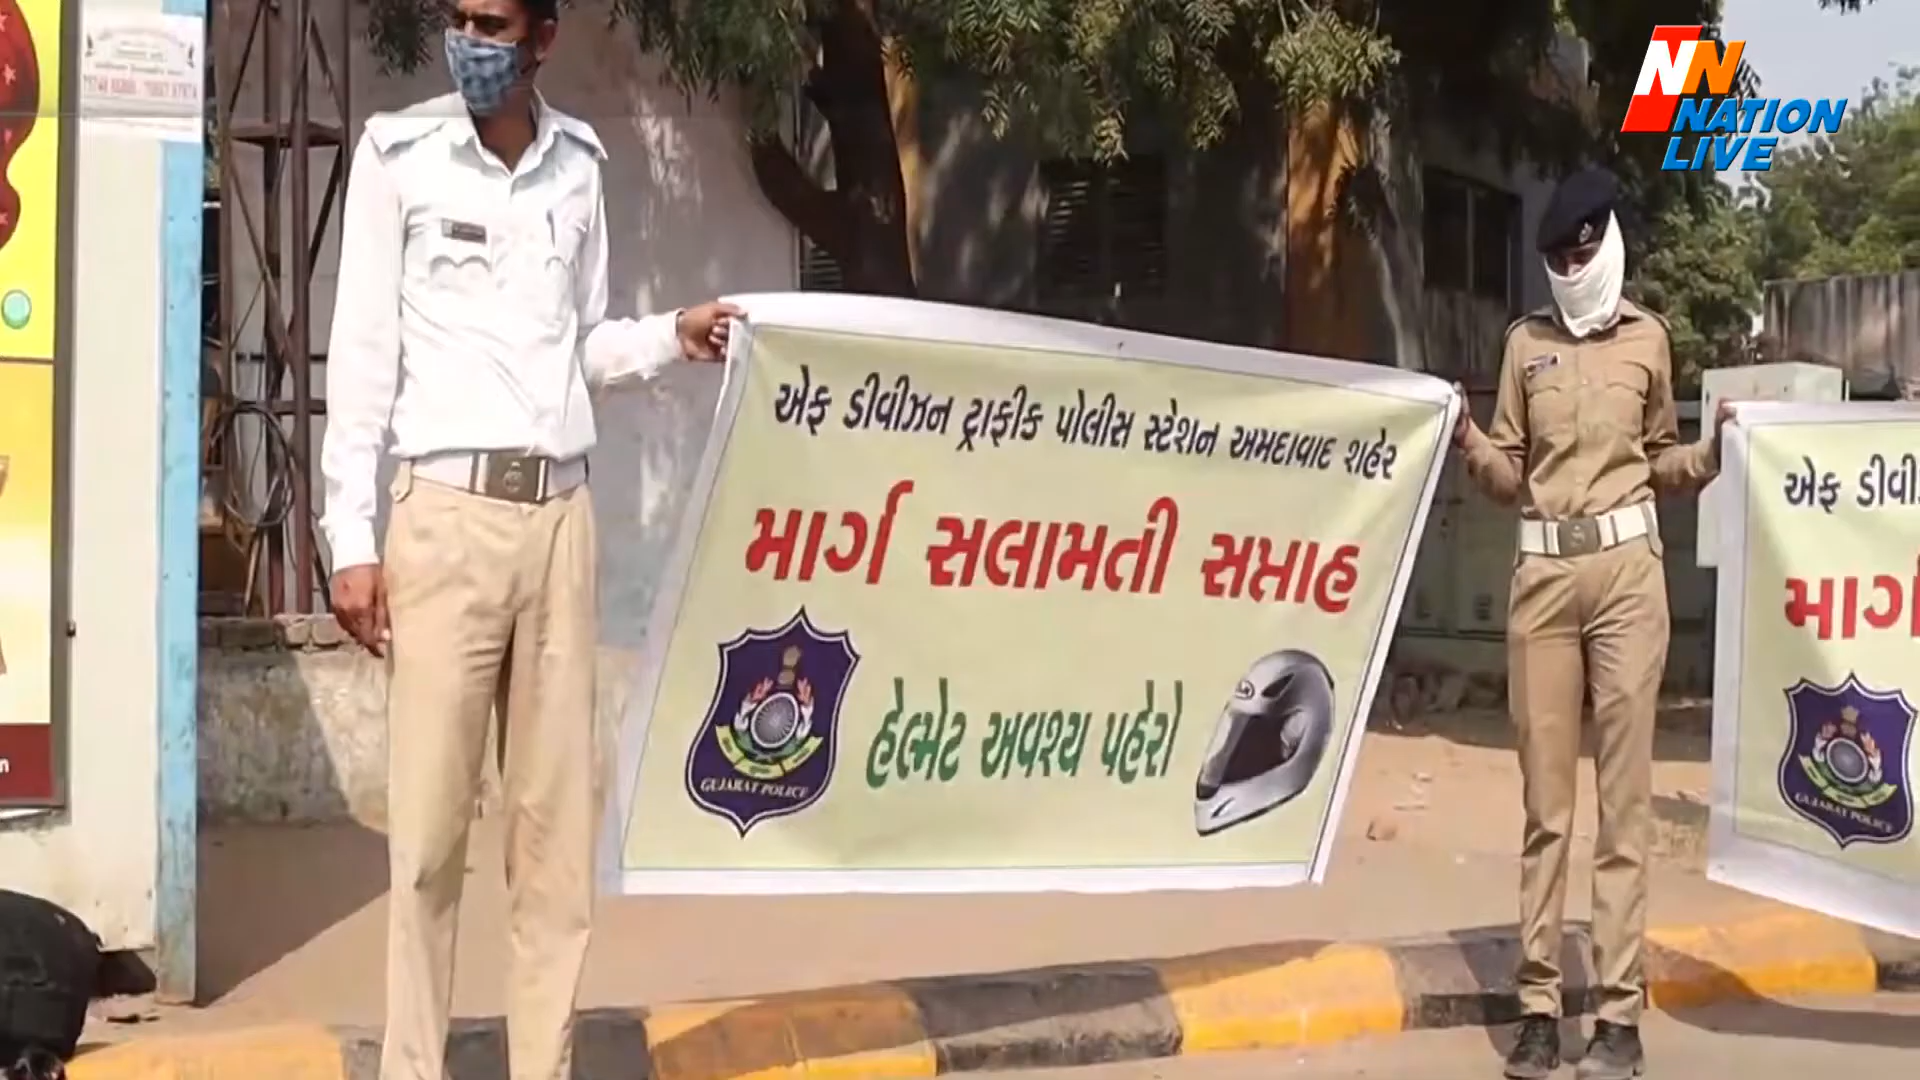 NN
NATION
LIVE
એફ ડીવીઝન ટ્રાફીક પોલીસ સ્ટેશન અમદાવાદ શહેર
માર્ગ સલામતી સપ્તાહ
હેલ્મેટ અવશ્ય પહેરો
GUJARAT POLICE
એફ ડીવી
માર્ગ
GUJARAT POLICE